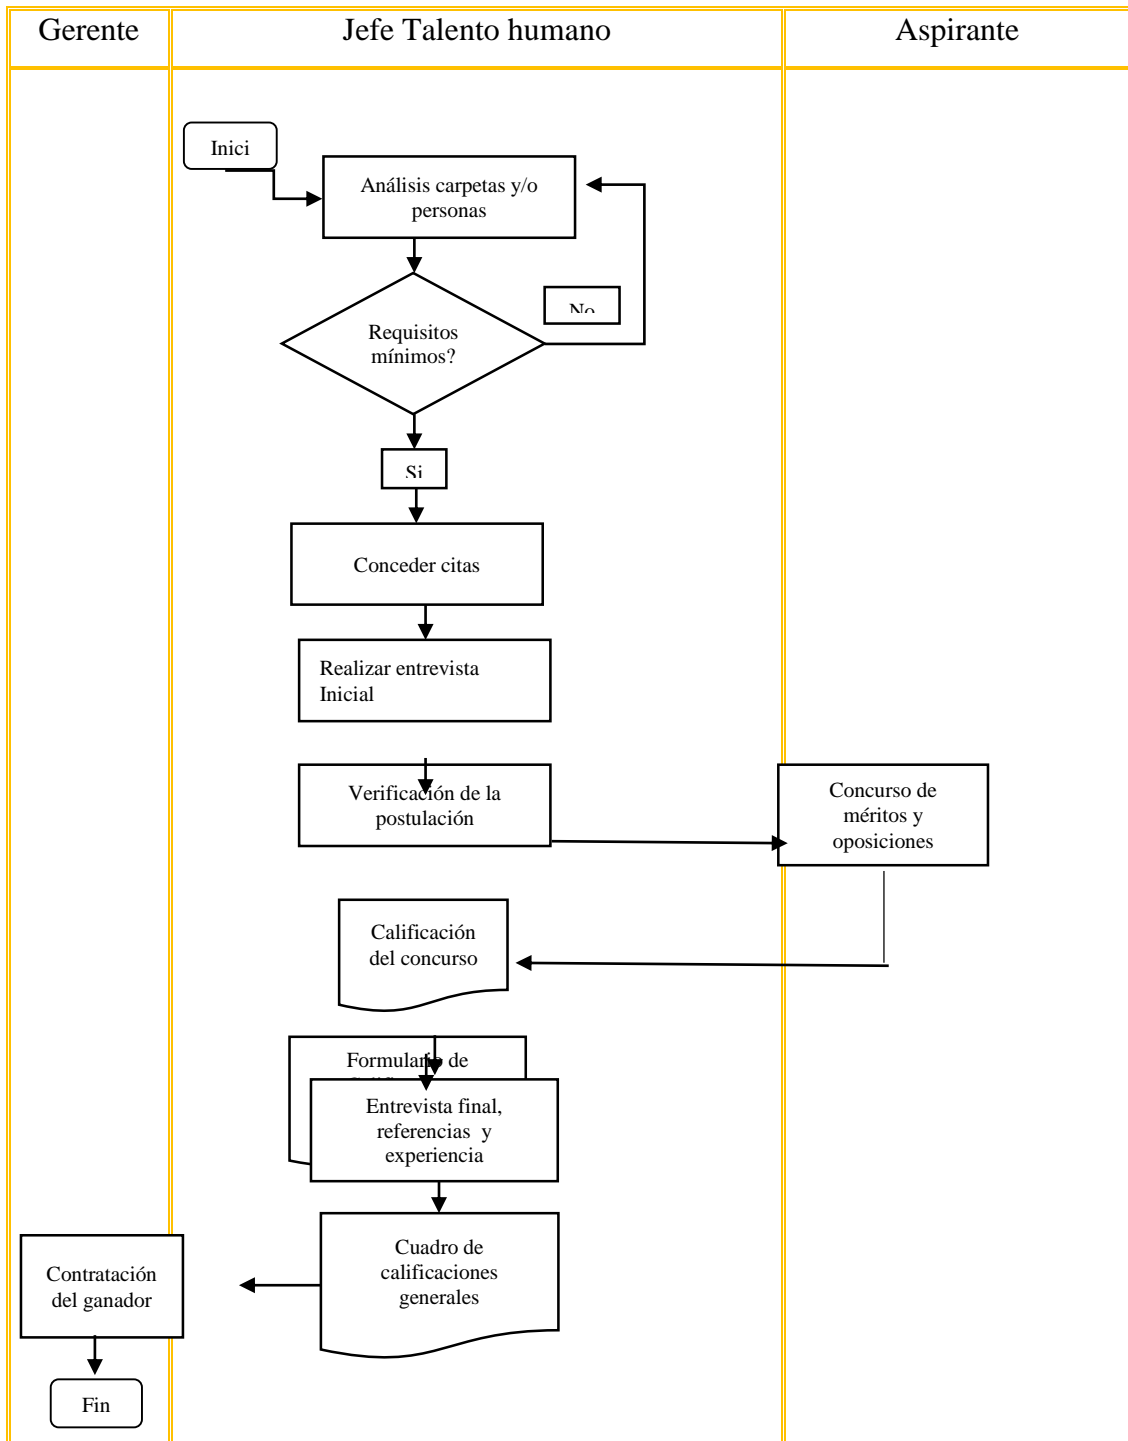 Gerente
Jefe Talento humano
Aspirante
Inici
Análisis carpetas y/o
personas
No
Requisitos
mínimos?
Si
Conceder citas
Realizar entrevista
Inicial
Verificación de la
postulación
Concurso de
méritos y
oposiciones
Calificación
del concurso
Formulario de
Entrevista final,
referencias y
experiencia
Cuadro de
calificaciones
generales
Contratación
del ganador
Fin